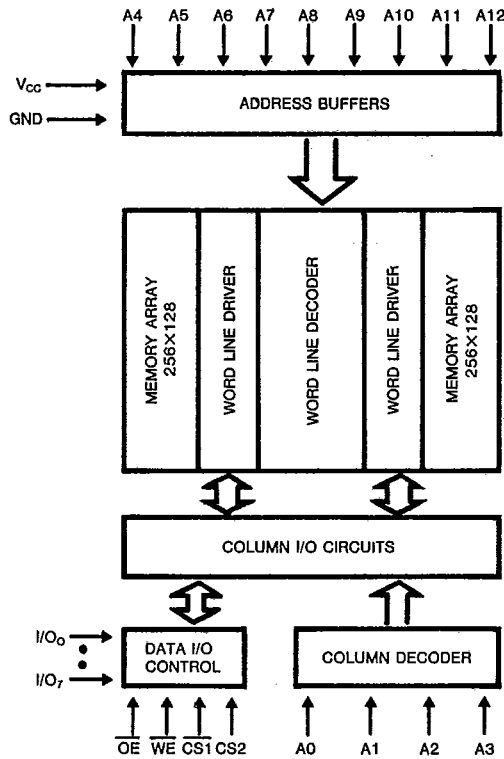 A4 A5 A6 A7 A8 A9 A10 A11 A12
VCC
GND
ADDRESS BUFFERS
MEMORY ARRAY
256×128
WORD LINE DRIVER
WORD LINE DECODER
WORD LINE DRIVER
MEMORY ARRAY
256×128
COLUMN I/O CIRCUITS
I/O0
I/O7
DATA I/O
CONTROL
COLUMN DECODER
OE WE CS1 CS2 A0 A1 A2 A3